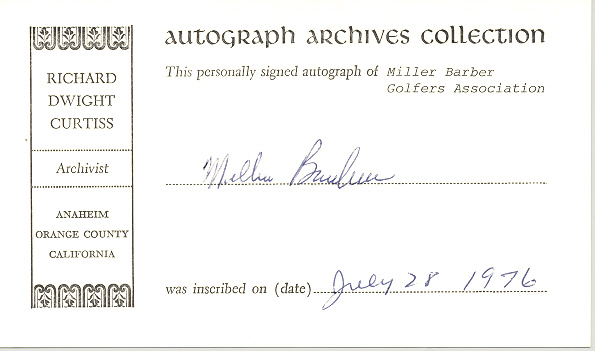 AUTOGRAPH ARCHIVES COLLECTION
RICHARD
DWIGHT
CURTISS
Archivist
ANAHEIM
ORANGE COUNTY
CALIFORNIA
This personally signed autograph of Miller Barber
Golfers Association
Miller Barber
was inscribed on (date) July 28 1976